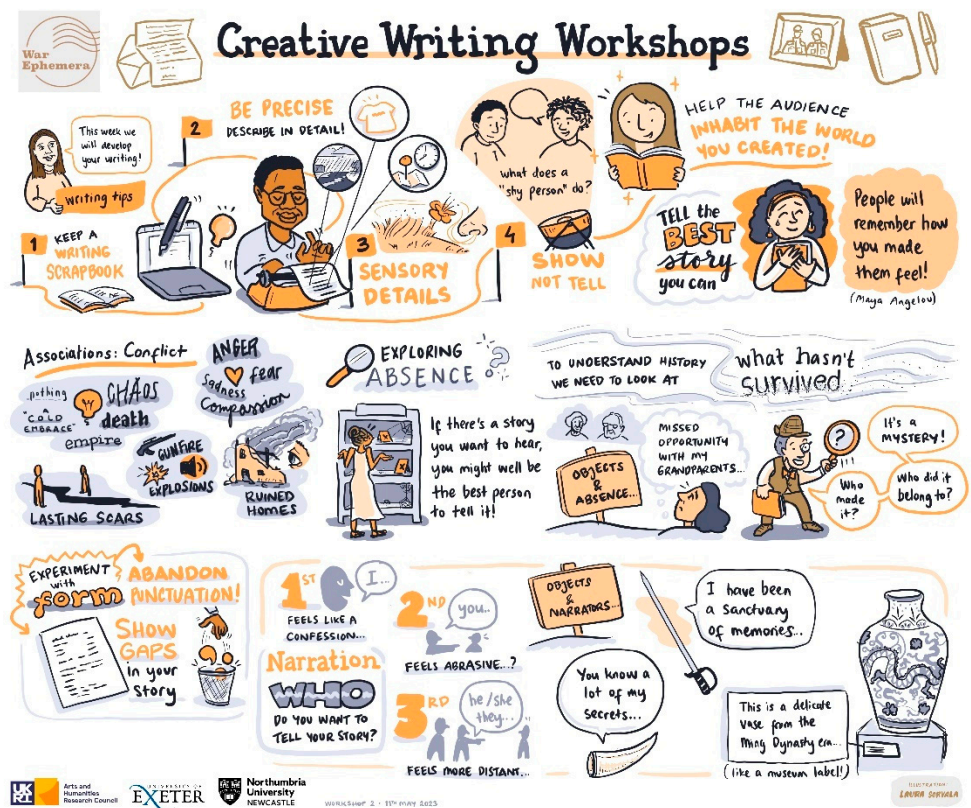 War
Ephemera
Creative Writing Workshops
This week we
will develop
your writing!
Writing tips
1
KEEP A
WRITING
SCRAPBOOK
2
BE PRECISE
DESCRIBE IN DETAIL!
3
SENSORY
DETAILS
what does a
"shy person" do?
4
SHOW
NOT TELL
HELP THE AUDIENCE
INHABIT THE WORLD
YOU CREATED!
TELL the
BEST
story
you can
People will
remember how
you made
them feel!
(Maya Angelou)
Associations: Conflict
nothing
CHAOS
"A COLD
EMBRACE"
death
empire
ANGER
fear
Sadness
Compassion
GUNFIRE
EXPLOSIONS
LASTING SCARS
RUINED
HOMES
EXPLORING
ABSENCE
?
If there's a story
you want to hear,
you might well be
the best person
to tell it!
TO UNDERSTAND HISTORY
WE NEED TO LOOK AT
what hasn't
survived
OBJECTS
&
ABSENCE...
MISSED
OPPORTUNITY
WITH MY
GRANDPARENTS...
?
!!!
It's a
MYSTERY!
Who
made
it?
Who did it
belong to?
EXPERIMENT
with
form
ABANDON
PUNCTUATION!
SHOW
GAPS
in your
story
1ST
I...
FEELS LIKE A
CONFESSION...
Narration
WHO
DO YOU WANT TO
TELL YOUR STORY?
2ND
you..
FEELS ABRASIVE...?
3RD
he/she
they...
FEELS MORE DISTANT...
OBJECTS
&
NARRATORS...
I have been
a sanctuary
of memories...
You know a
lot of my
secrets...
This is a delicate
vase from the
Ming Dynasty era...
(like a museum label!)
UKRI
Arts and
Humanities
Research Council
UNIVERSITY OF
EXETER
Northumbria
University
NEWCASTLE
WORKSHOP 2 · 11TH MAY 2023
ILLUSTRATION
LAURA SORVALA